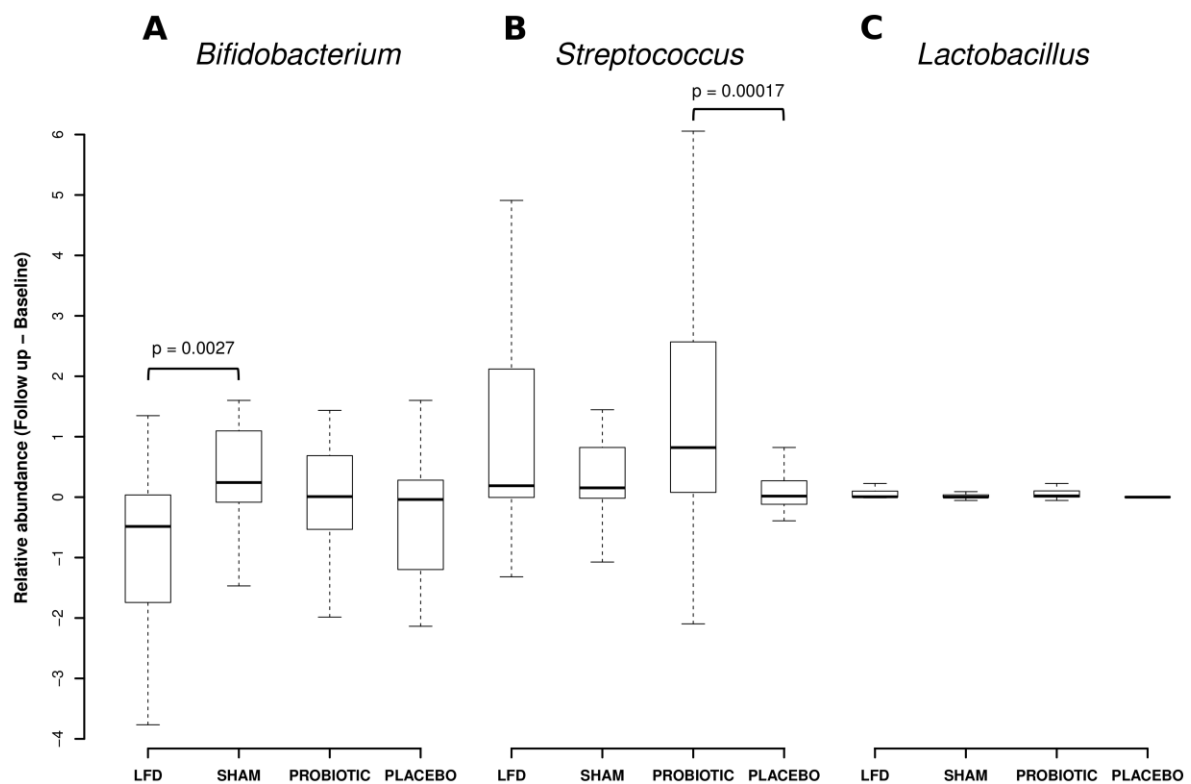 A B C
Bifidobacterium Streptococcus Lactobacillus
p = 0.00017
6
5
4
3
p = 0.0027
2
1
0
−1
−2
−3
−4
Relative abundance (Follow up − Baseline)
LFD SHAM PROBIOTIC PLACEBO LFD SHAM PROBIOTIC PLACEBO LFD SHAM PROBIOTIC PLACEBO